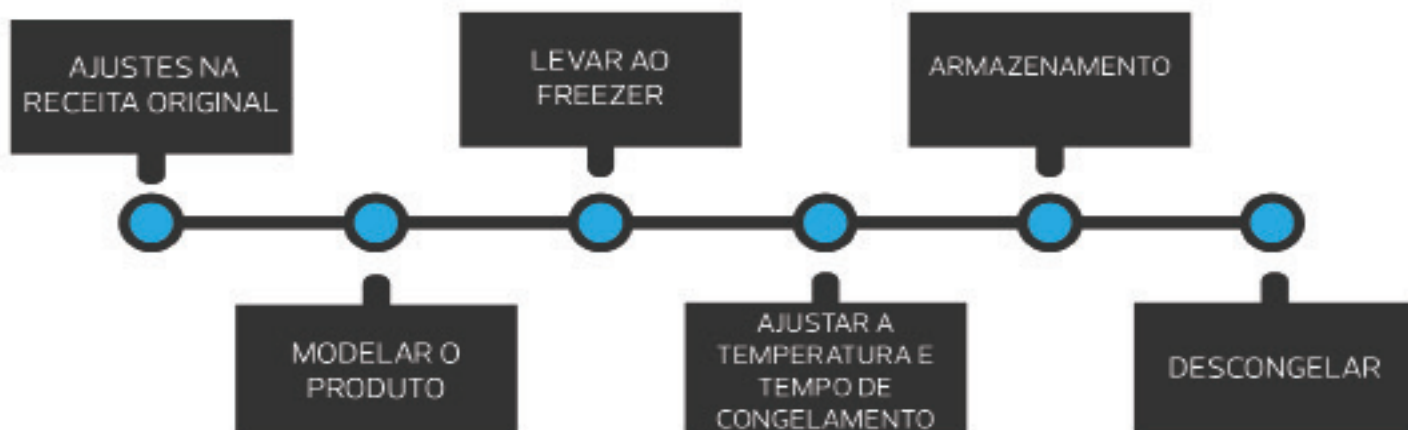 AJUSTES NA
RECEITA ORIGINAL
MODELAR O
PRODUTO
LEVAR AO
FREEZER
AJUSTAR A
TEMPERATURA E
TEMPO DE
CONGELAMENTO
ARMAZENAMENTO
DESCONGELAR